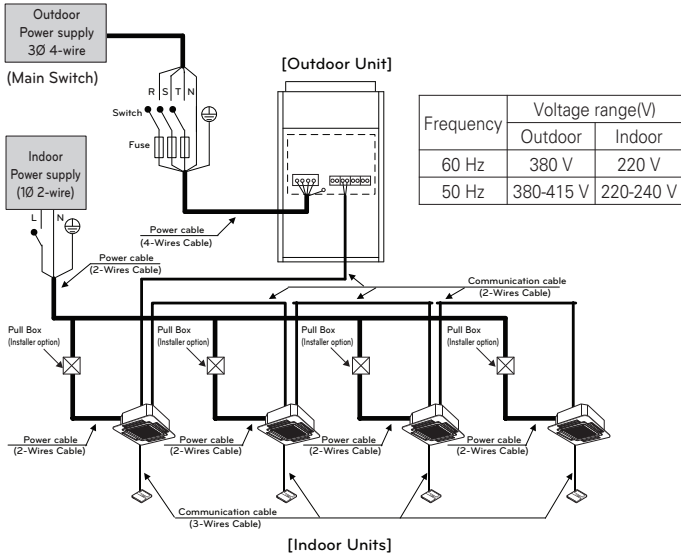 Outdoor
Power supply
3Ø 4-wire
(Main Switch)
[Outdoor Unit]
R S T N
Switch
Fuse
Frequency
Voltage range(V)
Outdoor Indoor
60 Hz 380 V 220 V
50 Hz 380-415 V 220-240 V
Indoor
Power supply
(1Ø 2-wire)
L N
Power cable
(4-Wires Cable)
Power cable
(2-Wires Cable)
Communication cable
(2-Wires Cable)
Pull Box
(Installer option)
Pull Box
(Installer option)
Pull Box
(Installer option)
Pull Box
(Installer option)
Power cable
(2-Wires Cable)
Power cable
(2-Wires Cable)
Power cable
(2-Wires Cable)
Power cable
(2-Wires Cable)
Communication cable
(3-Wires Cable)
[Indoor Units]